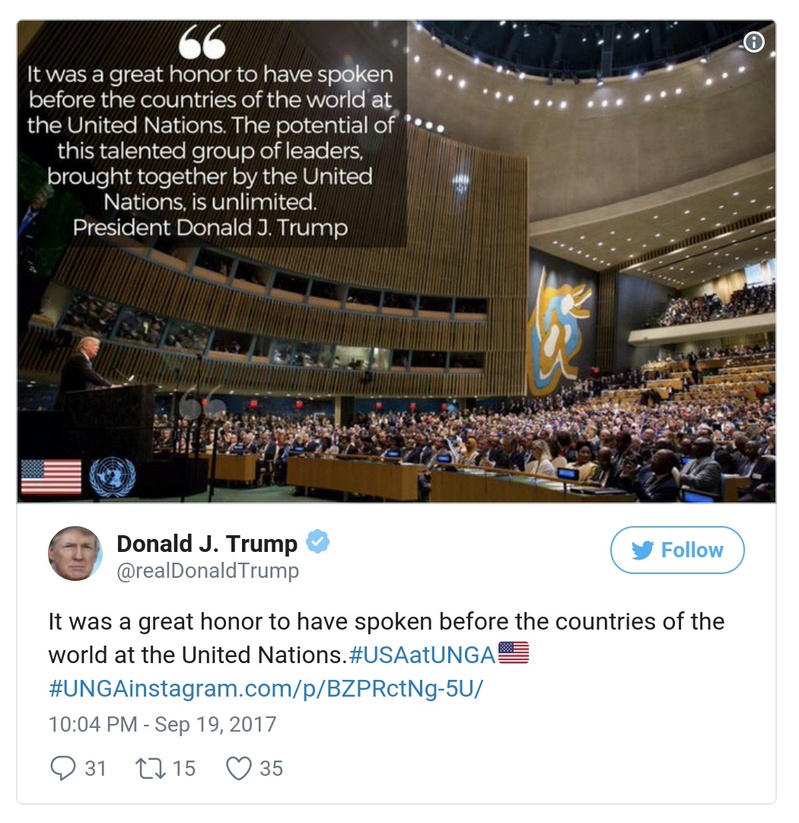 It was a great honor to have spoken
before the countries of the world at
the United Nations. The potential of
this talented group of leaders,
brought together by the United
Nations, is unlimited.
President Donald J. Trump
Donald J. Trump
@realDonaldTrump
Follow
It was a great honor to have spoken before the countries of the
world at the United Nations.#USAatUNGA🇺🇸
#UNGAinstagram.com/p/BZPRctNg-5U/
10:04 PM - Sep 19, 2017
31 15 35